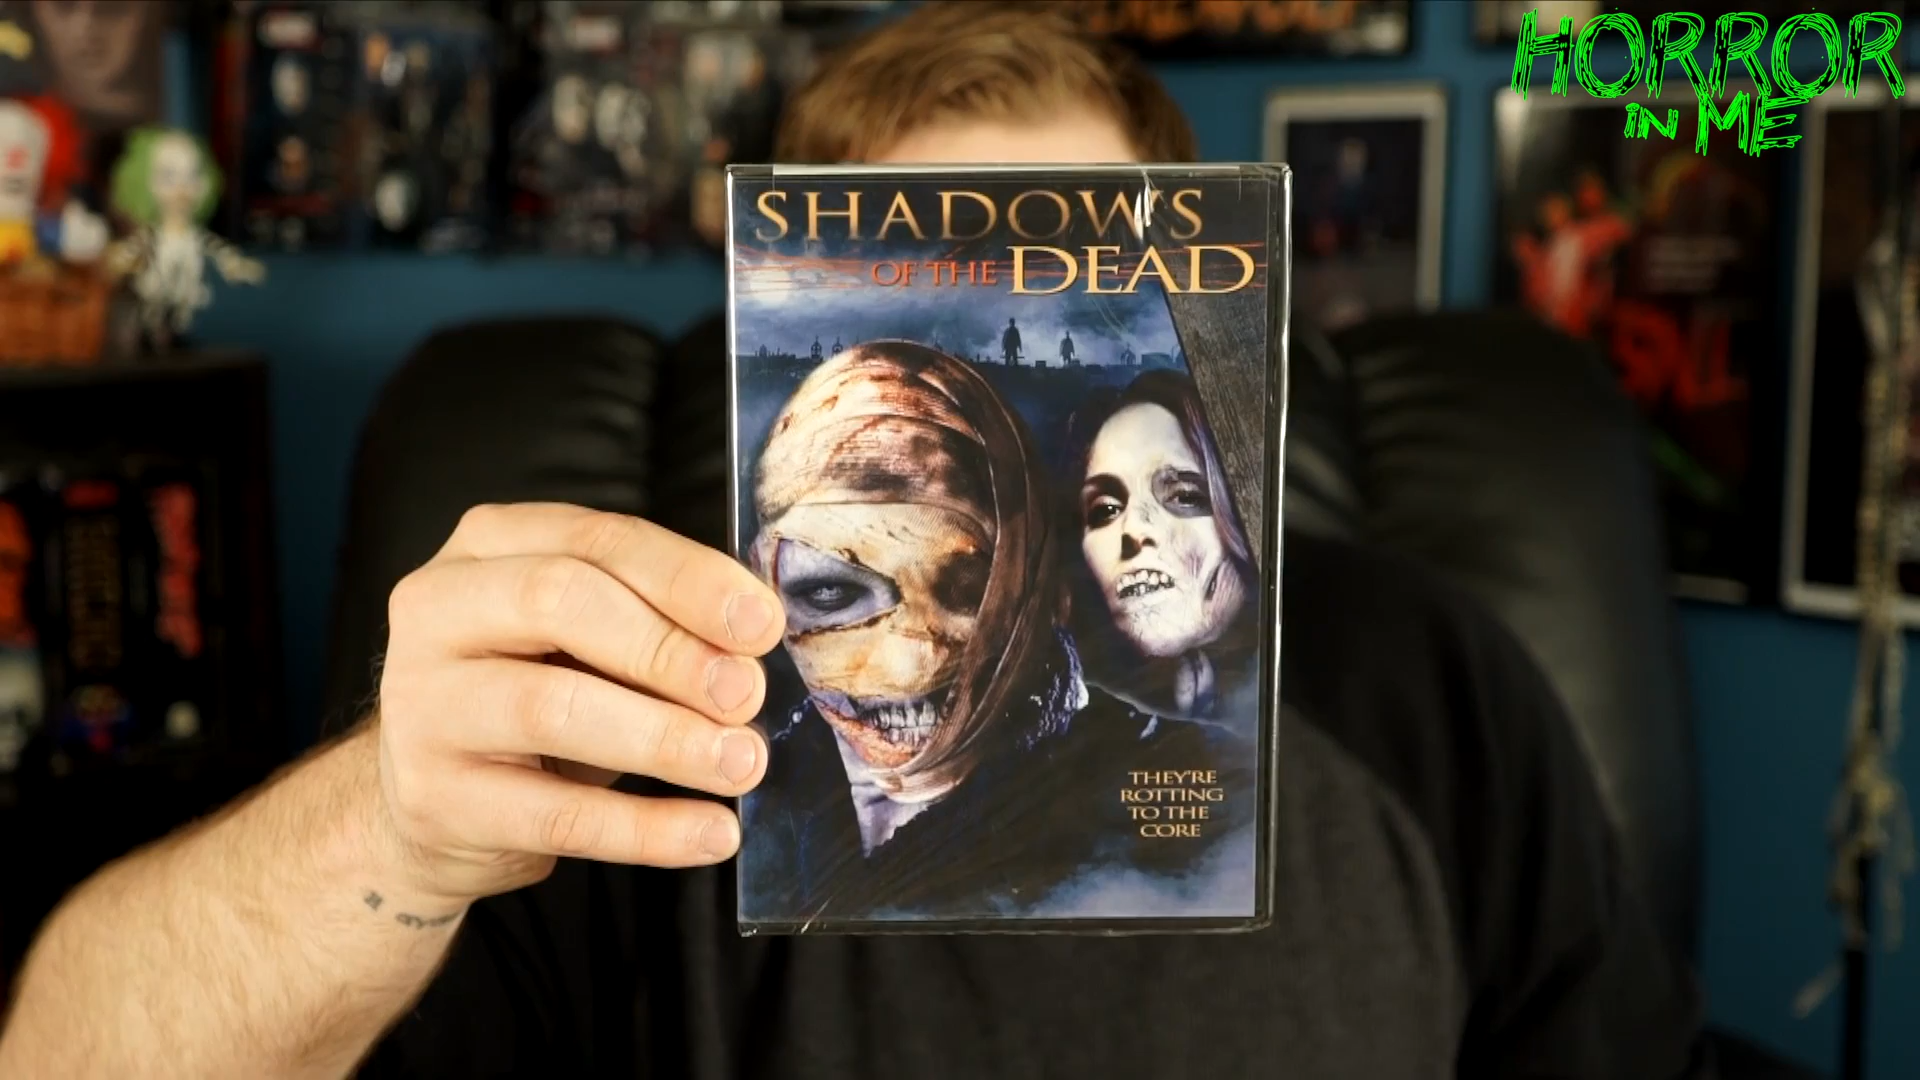 HORROR
IN ME
SHADOWS
OF THE DEAD
THEY'RE
ROTTING
TO THE
CORE